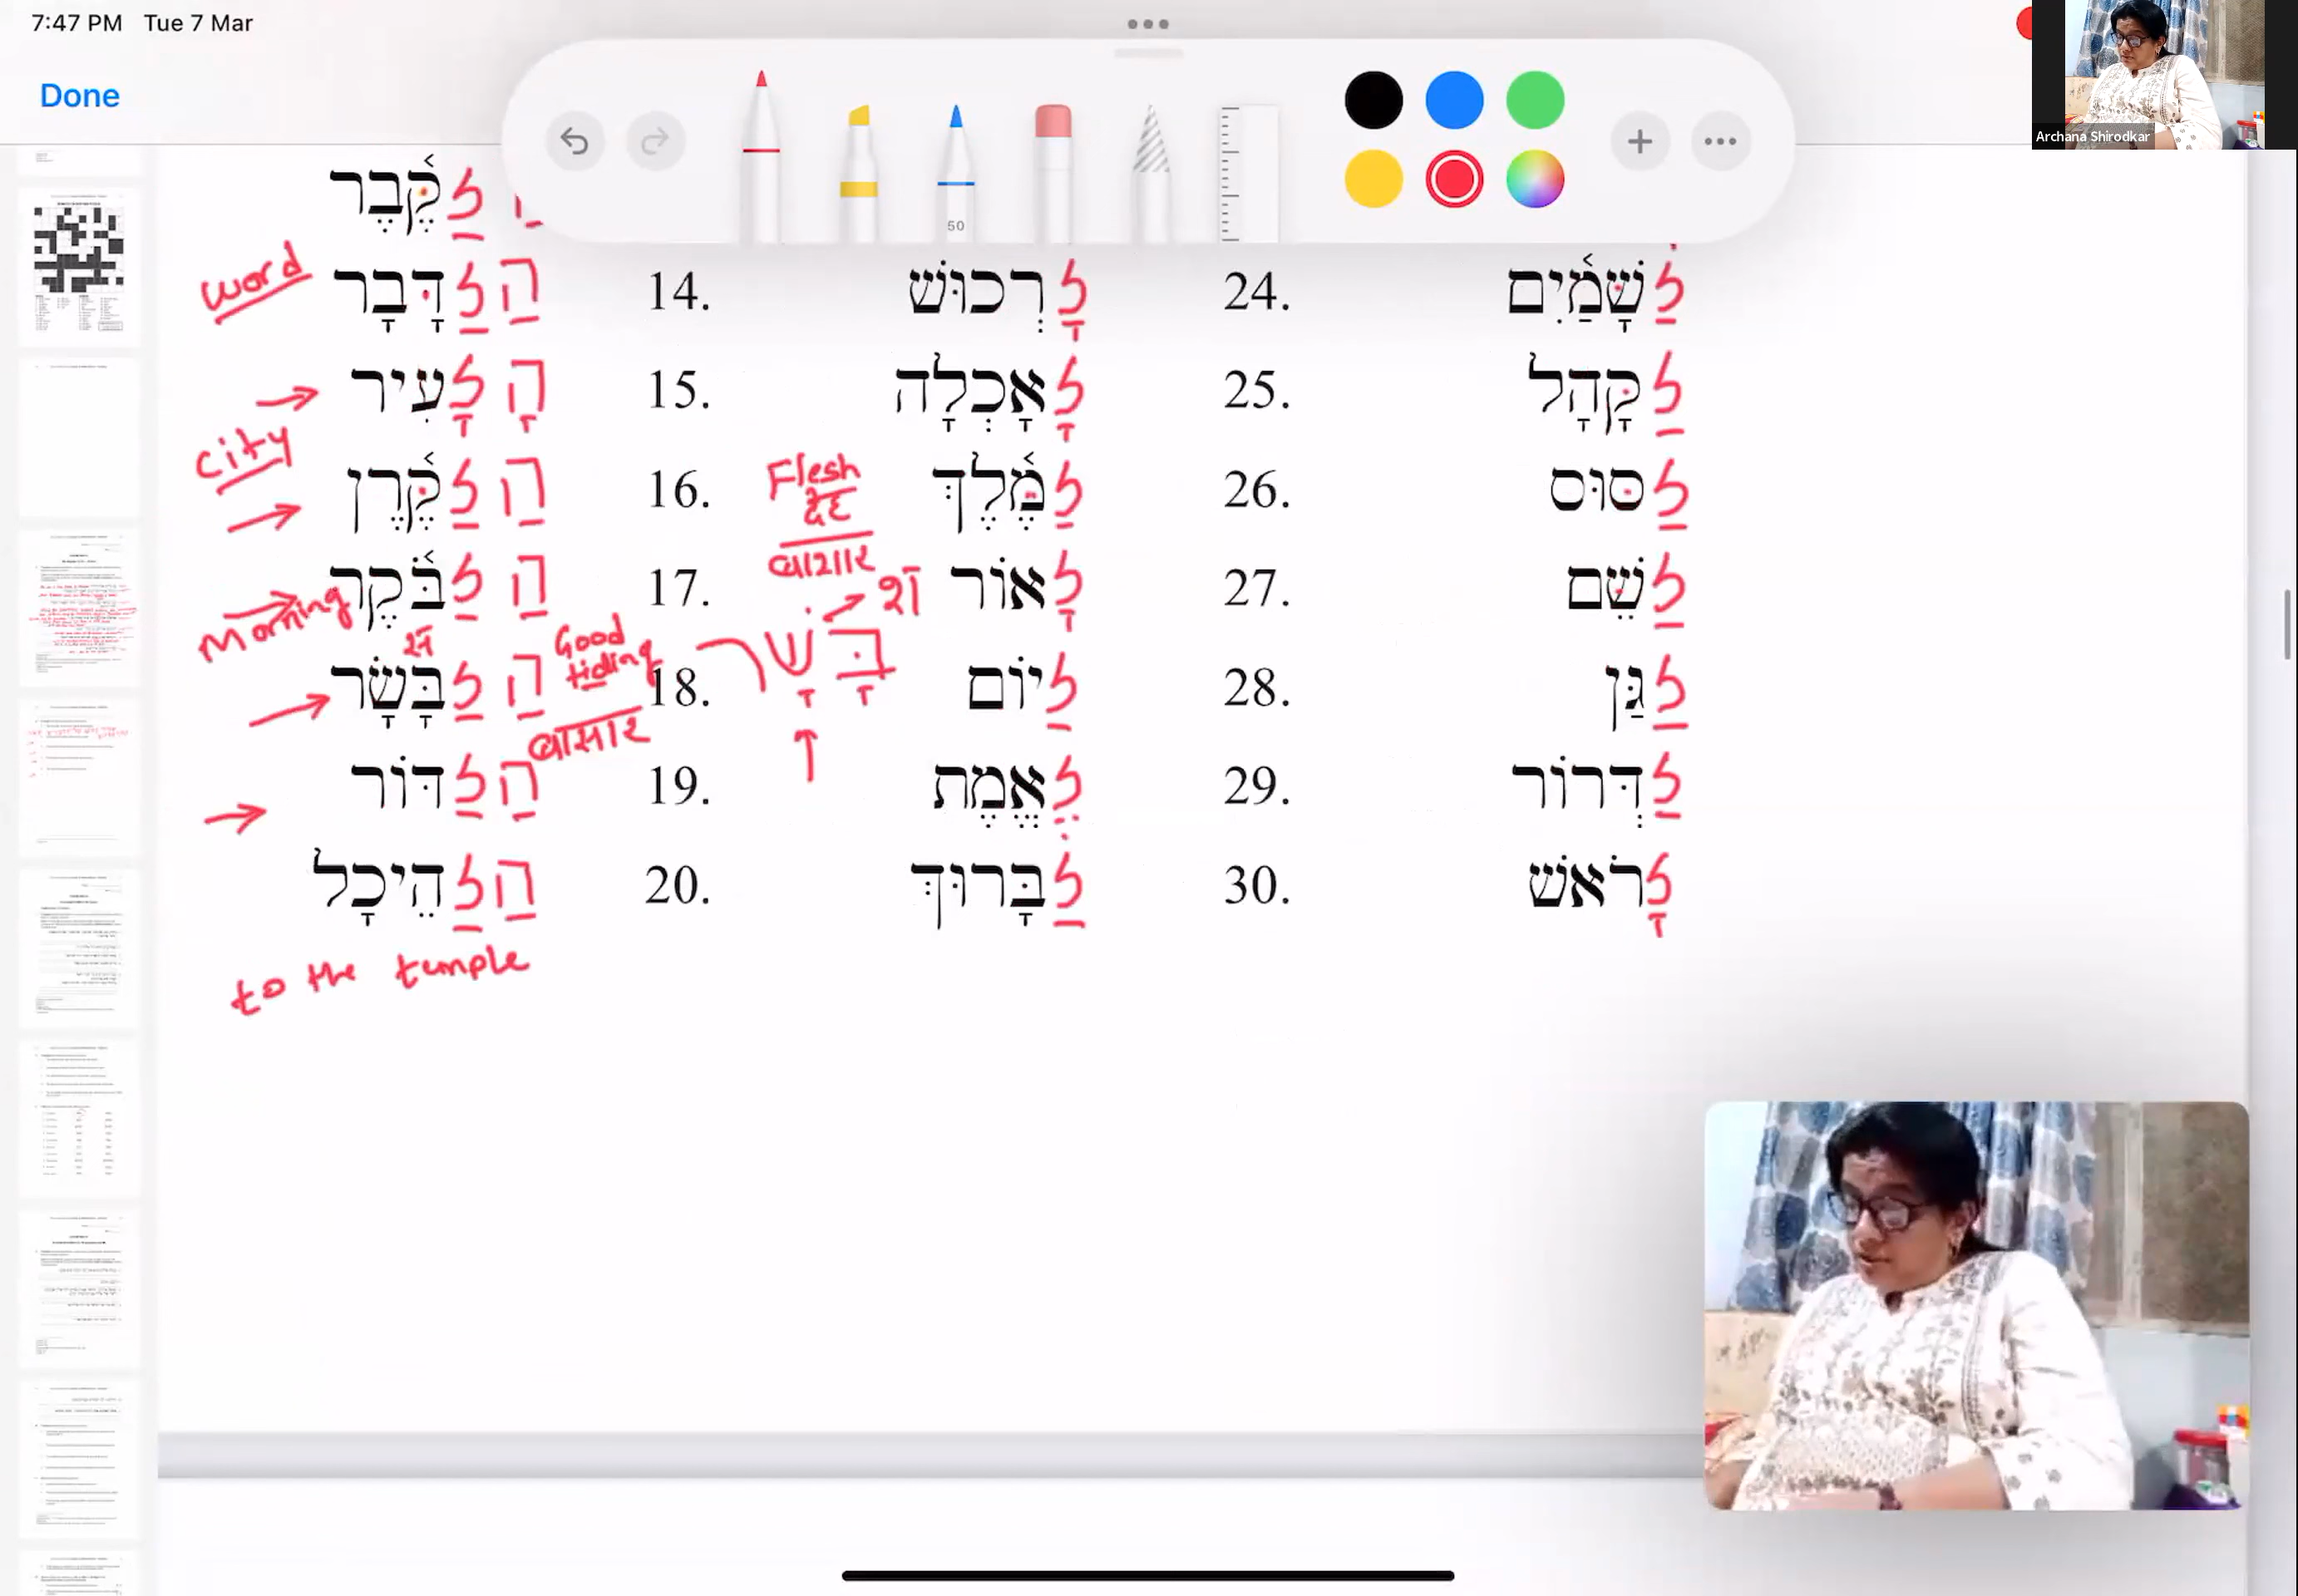 7:47 PM Tue 7 Mar
Done
50
Archana Shirodkar
לַ קֶּ֫בֶר
word הַ לַ דָּבָר
14. לָ רְכוּשׁ
24. לַ שָּׁמַ֫יִם
הָ לָ עִיר
15. לָ אָכְלָה
25. לַ קָּהָל
city
הַ לַ קֶּ֫רֶן
16. לַ מֶּ֫לֶךְ
26. לַ סּוּס
Flesh
देह
बाशार
Morning הַ לַ בֹּ֫קֶר
17. לָ אוֹר
27. לַ שֵּׁם
शॅ
בָּשָׁר
सॅ
הַ לַ בָּשָׂר
Good
tiding
बासार
18. לַ יוֹם
28. לַ גַּן
הַ לַ דּוֹר
19. לֶ אֱמֶת
29. לַ דְּרוֹר
הַ לַ הֵיכָל
20. לַ בָּרוּךְ
30. לָ רֹאשׁ
to the temple